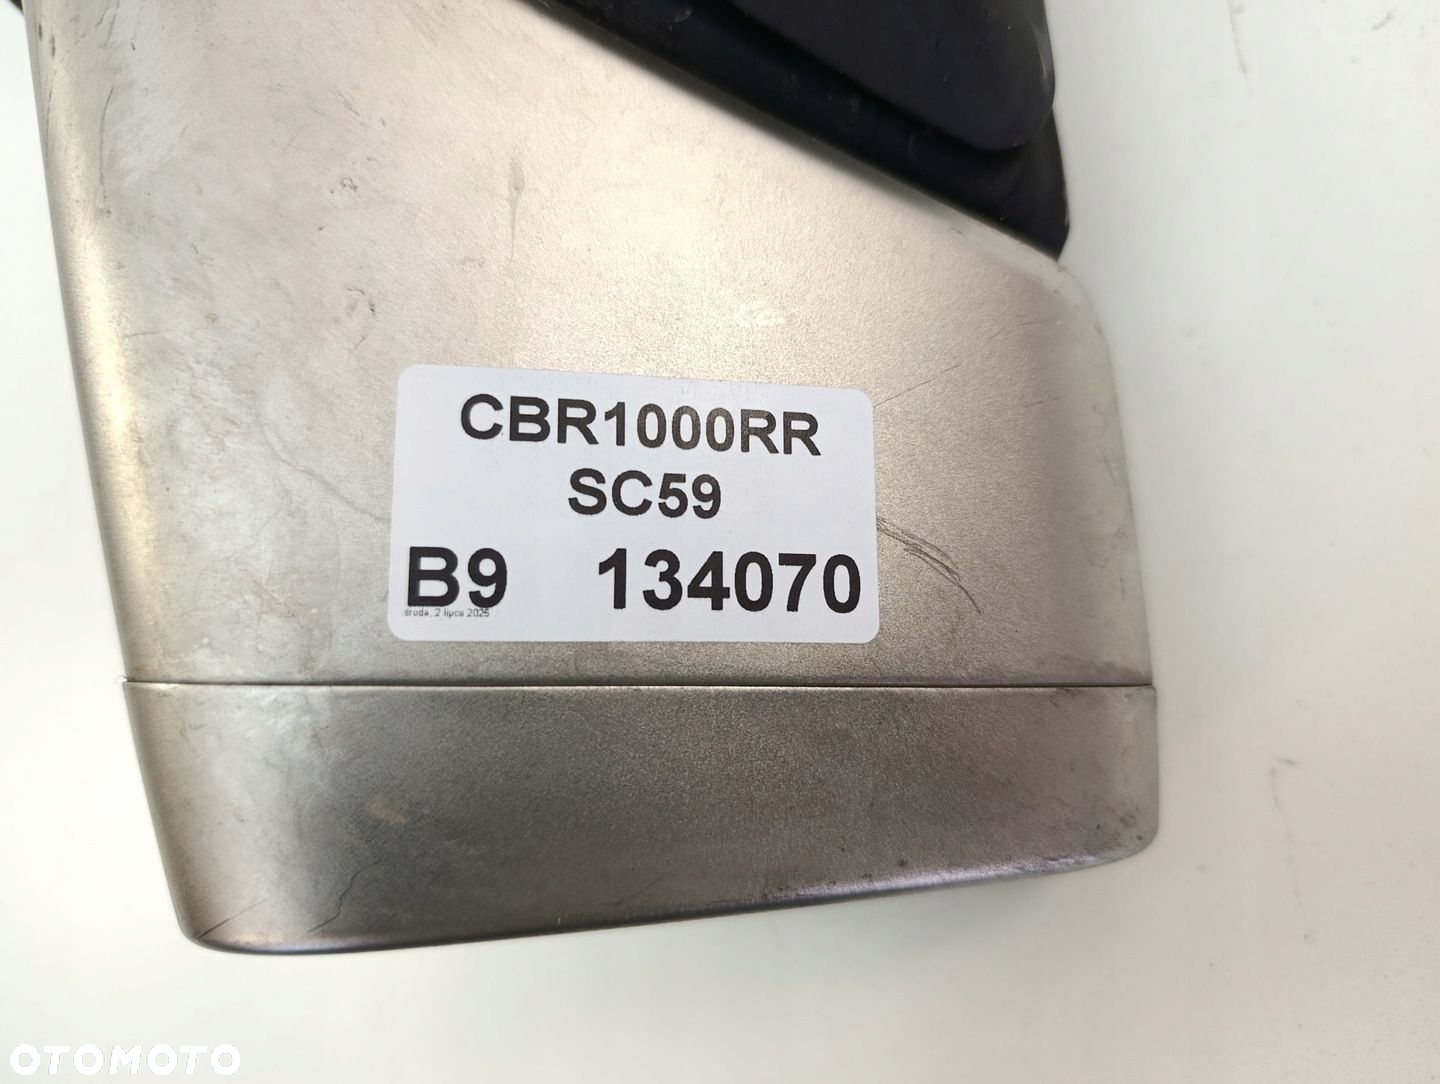 CBR1000RR
SC59
B9 134070
środa, 2 lipca 2025
OTOMOTO